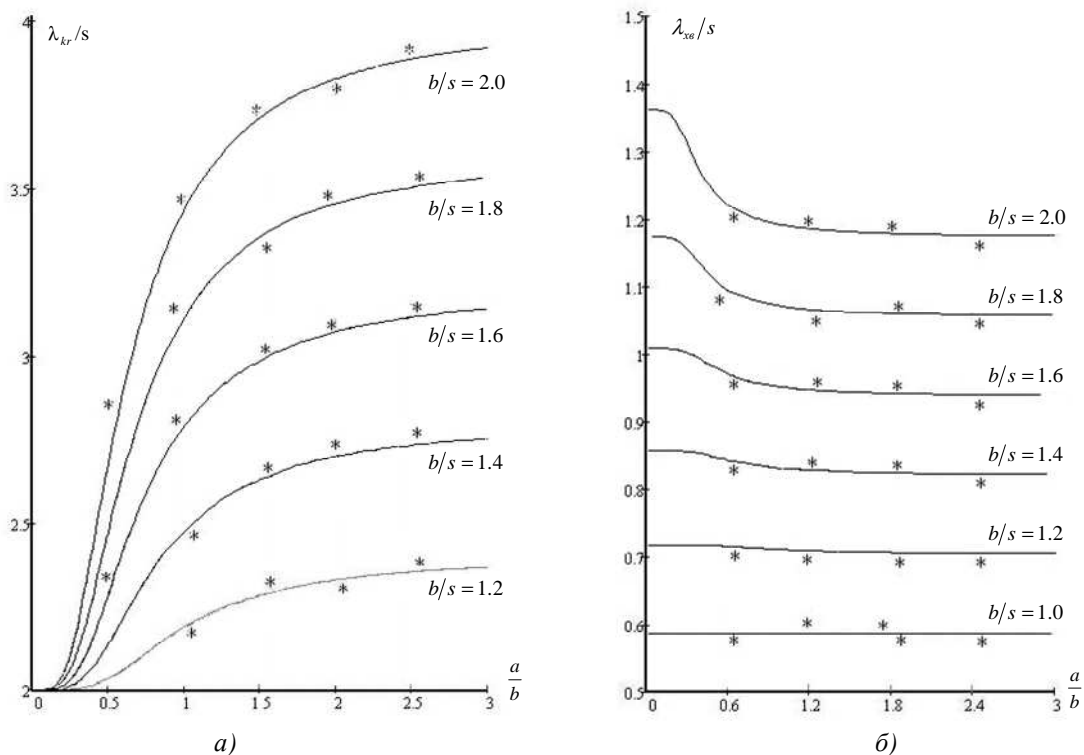 λkr/s
4
3.5
3
2.5
2
0
0.5
1
1.5
2
2.5
3
a/b
b/s = 2.0
b/s = 1.8
b/s = 1.6
b/s = 1.4
b/s = 1.2
а)
λхв/s
1.5
1.4
1.3
1.2
1.1
1
0.9
0.8
0.7
0.6
0.5
0
0.6
1.2
1.8
2.4
3
a/b
b/s = 2.0
b/s = 1.8
b/s = 1.6
b/s = 1.4
b/s = 1.2
b/s = 1.0
б)